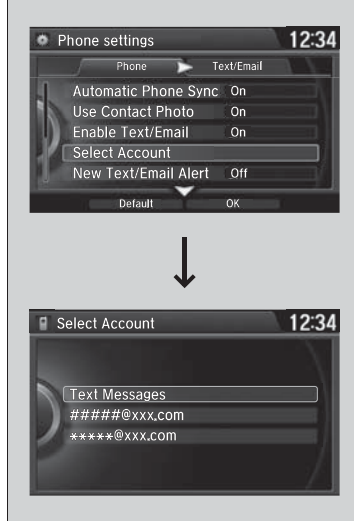 Phone settings 12:34
Phone Text/Email
Automatic Phone Sync On
Use Contact Photo On
Enable Text/Email On
Select Account
New Text/Email Alert Off
Default OK
Select Account 12:34
Text Messages
#####@xxx.com
*****@xxx.com